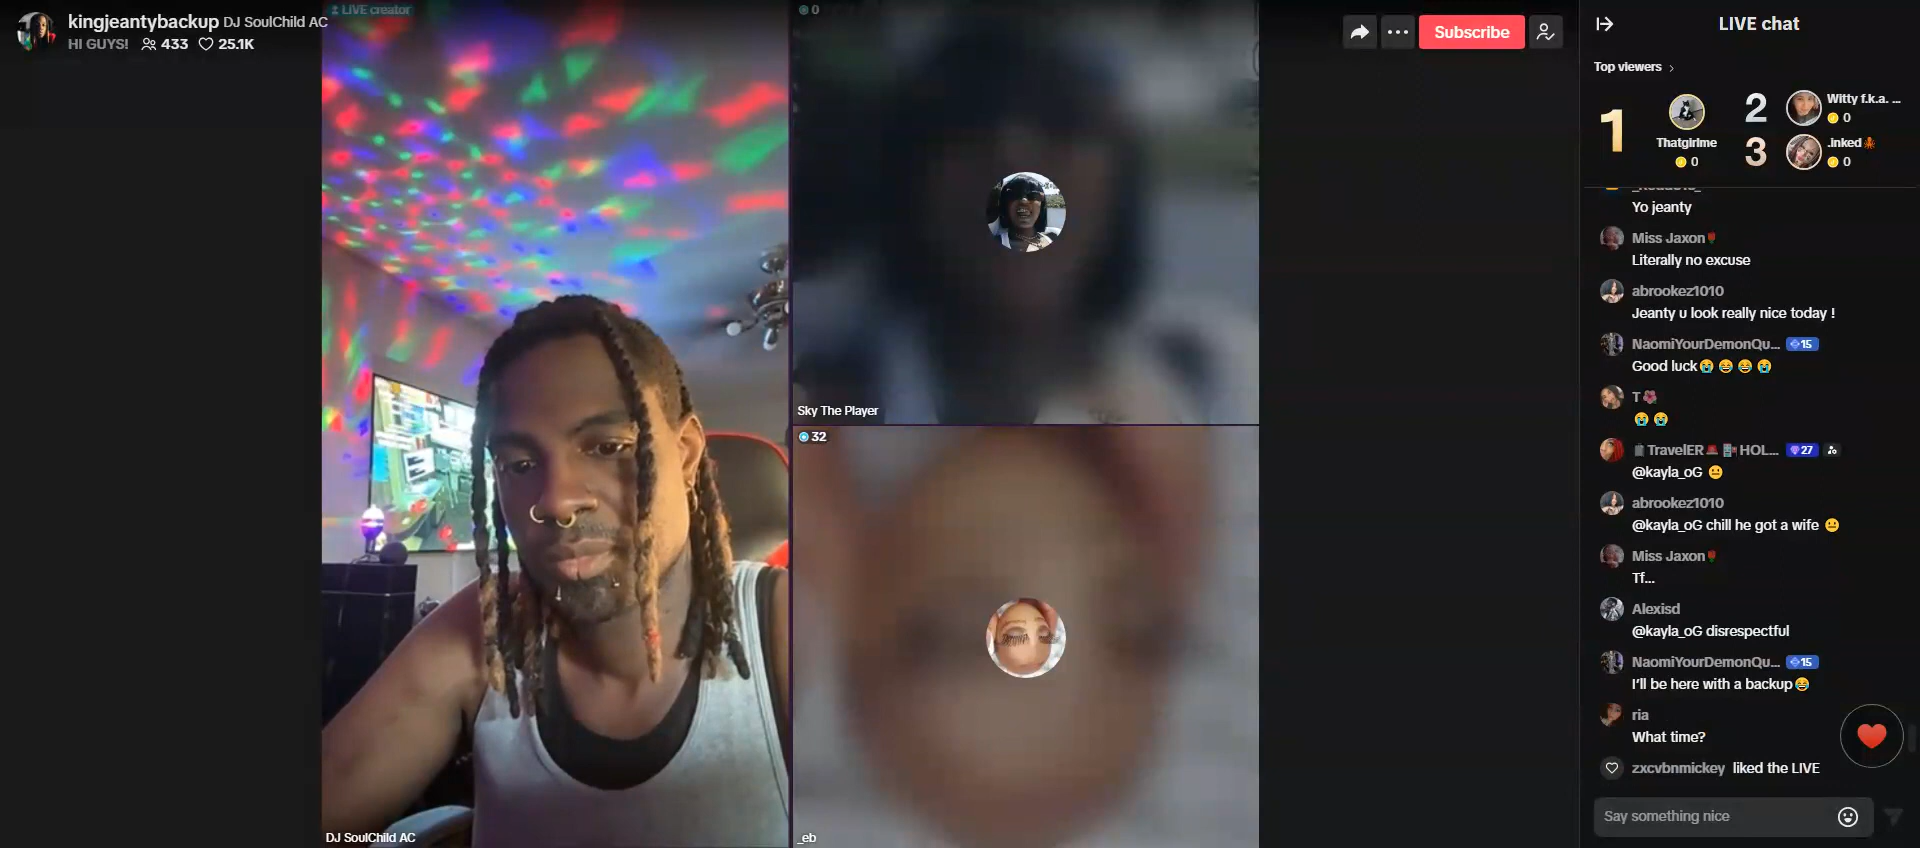 kingjeantybackup DJ SoulChild AC
HI GUYS! 433 25.1K
LIVE creator
0
Sky The Player
32
DJ SoulChild AC
_eb
Subscribe
LIVE chat
Top viewers
1
Thatgirlme
0
2
Witty f.k.a. ...
0
3
.inked
0
Yo jeanty
Miss Jaxon🌹
Literally no excuse
abrookez1010
Jeanty u look really nice today !
NaomiYourDemonQu... 15
Good luck😭😂😂😭
T🌺
😭😭
TravelER HOL... 27
@kayla_oG 😐
abrookez1010
@kayla_oG chill he got a wife 😐
Miss Jaxon🌹
Tf...
Alexisd
@kayla_oG disrespectful
NaomiYourDemonQu... 15
I'll be here with a backup😂
ria
What time?
zxcvbnmickey liked the LIVE
Say something nice